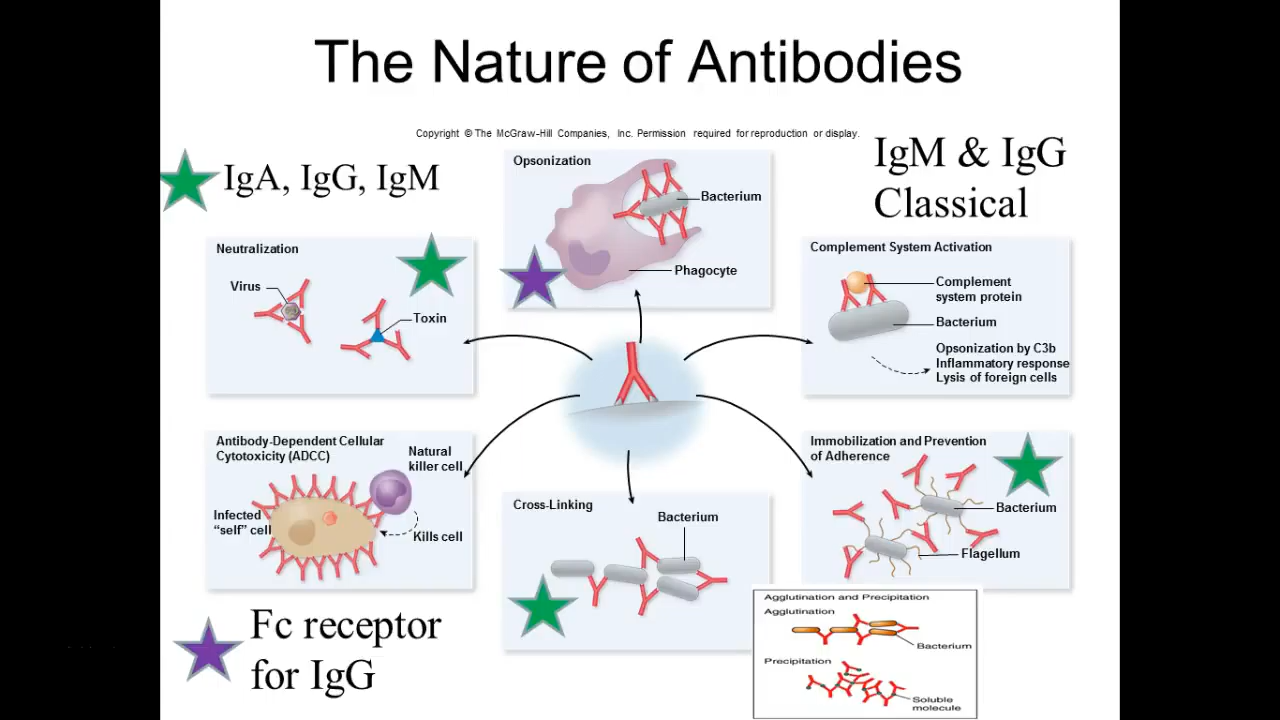 The Nature of Antibodies
Copyright © The McGraw-Hill Companies, Inc. Permission required for reproduction or display.
IgA, IgG, IgM
IgM & IgG
Classical
Opsonization
Bacterium
Phagocyte
Neutralization
Virus
Toxin
Complement System Activation
Complement
system protein
Bacterium
Opsonization by C3b
Inflammatory response
Lysis of foreign cells
Antibody-Dependent Cellular
Cytotoxicity (ADCC)
Natural
killer cell
Infected
“self” cell
Kills cell
Cross-Linking
Bacterium
Immobilization and Prevention
of Adherence
Bacterium
Flagellum
Fc receptor
for IgG
Agglutination and Precipitation
Agglutination
Bacterium
Precipitation
Soluble
molecule